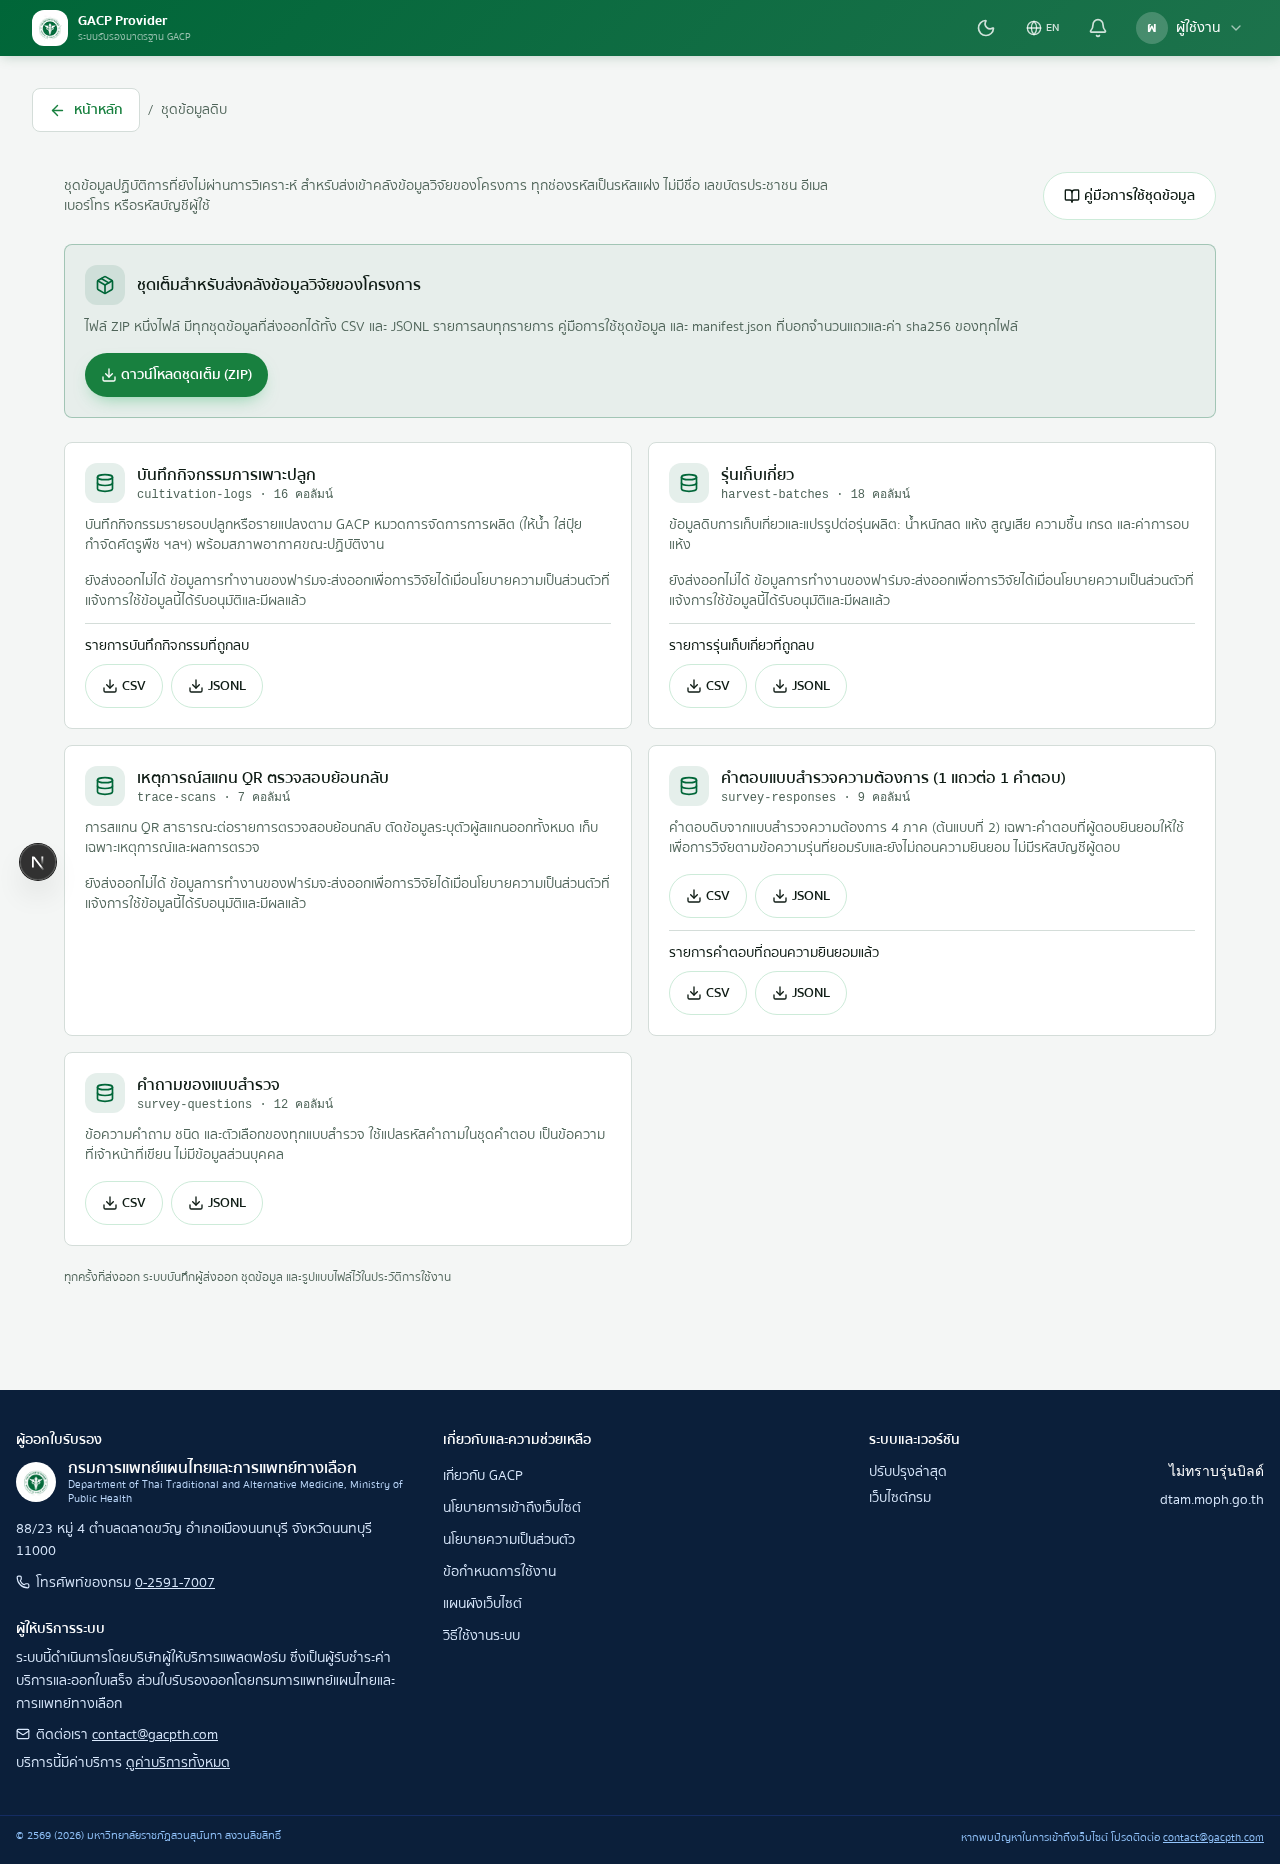 GACP Provider
ระบบรับรองมาตรฐาน GACP
EN
ผ
ผู้ใช้งาน
หน้าหลัก
/ ชุดข้อมูลดิบ
ชุดข้อมูลปฏิบัติการที่ยังไม่ผ่านการวิเคราะห์ สำหรับส่งเข้าคลังข้อมูลวิจัยของโครงการ ทุกช่องรหัสเป็นรหัสแฝง ไม่มีชื่อ เลขบัตรประชาชน อีเมล
เบอร์โทร หรือรหัสบัญชีผู้ใช้
คู่มือการใช้ชุดข้อมูล
ชุดเต็มสำหรับส่งคลังข้อมูลวิจัยของโครงการ
ไฟล์ ZIP หนึ่งไฟล์ มีทุกชุดข้อมูลที่ส่งออกได้ทั้ง CSV และ JSONL รายการลบทุกรายการ คู่มือการใช้ชุดข้อมูล และ manifest.json ที่บอกจำนวนแถวและค่า sha256 ของทุกไฟล์
ดาวน์โหลดชุดเต็ม (ZIP)
บันทึกกิจกรรมการเพาะปลูก
cultivation-logs · 16 คอลัมน์
บันทึกกิจกรรมรายรอบปลูกหรือรายแปลงตาม GACP หมวดการจัดการการผลิต (ให้น้ำ ใส่ปุ๋ย
กำจัดศัตรูพืช ฯลฯ) พร้อมสภาพอากาศขณะปฏิบัติงาน
ยังส่งออกไม่ได้ ข้อมูลการทำงานของฟาร์มจะส่งออกเพื่อการวิจัยได้เมื่อนโยบายความเป็นส่วนตัวที่
แจ้งการใช้ข้อมูลนี้ได้รับอนุมัติและมีผลแล้ว
รายการบันทึกกิจกรรมที่ถูกลบ
CSV
JSONL
รุ่นเก็บเกี่ยว
harvest-batches · 18 คอลัมน์
ข้อมูลดิบการเก็บเกี่ยวและแปรรูปต่อรุ่นผลิต: น้ำหนักสด แห้ง สูญเสีย ความชื้น เกรด และค่าการอบ
แห้ง
ยังส่งออกไม่ได้ ข้อมูลการทำงานของฟาร์มจะส่งออกเพื่อการวิจัยได้เมื่อนโยบายความเป็นส่วนตัวที่
แจ้งการใช้ข้อมูลนี้ได้รับอนุมัติและมีผลแล้ว
รายการรุ่นเก็บเกี่ยวที่ถูกลบ
CSV
JSONL
เหตุการณ์สแกน QR ตรวจสอบย้อนกลับ
trace-scans · 7 คอลัมน์
การสแกน QR สาธารณะต่อรายการตรวจสอบย้อนกลับ ตัดข้อมูลระบุตัวผู้สแกนออกทั้งหมด เก็บ
เฉพาะเหตุการณ์และผลการตรวจ
ยังส่งออกไม่ได้ ข้อมูลการทำงานของฟาร์มจะส่งออกเพื่อการวิจัยได้เมื่อนโยบายความเป็นส่วนตัวที่
แจ้งการใช้ข้อมูลนี้ได้รับอนุมัติและมีผลแล้ว
คำตอบแบบสำรวจความต้องการ (1 แถวต่อ 1 คำตอบ)
survey-responses · 9 คอลัมน์
คำตอบดิบจากแบบสำรวจความต้องการ 4 ภาค (ต้นแบบที่ 2) เฉพาะคำตอบที่ผู้ตอบยินยอมให้ใช้
เพื่อการวิจัยตามข้อความรุ่นที่ยอมรับและยังไม่ถอนความยินยอม ไม่มีรหัสบัญชีผู้ตอบ
CSV
JSONL
รายการคำตอบที่ถอนความยินยอมแล้ว
CSV
JSONL
คำถามของแบบสำรวจ
survey-questions · 12 คอลัมน์
ข้อความคำถาม ชนิด และตัวเลือกของทุกแบบสำรวจ ใช้แปลรหัสคำถามในชุดคำตอบ เป็นข้อความ
ที่เจ้าหน้าที่เขียน ไม่มีข้อมูลส่วนบุคคล
CSV
JSONL
ทุกครั้งที่ส่งออก ระบบบันทึกผู้ส่งออก ชุดข้อมูล และรูปแบบไฟล์ไว้ในประวัติการใช้งาน
ผู้ออกใบรับรอง
กรมการแพทย์แผนไทยและการแพทย์ทางเลือก
Department of Thai Traditional and Alternative Medicine, Ministry of
Public Health
88/23 หมู่ 4 ตำบลตลาดขวัญ อำเภอเมืองนนทบุรี จังหวัดนนทบุรี
11000
โทรศัพท์ของกรม 0-2591-7007
ผู้ให้บริการระบบ
ระบบนี้ดำเนินการโดยบริษัทผู้ให้บริการแพลตฟอร์ม ซึ่งเป็นผู้รับชำระค่า
บริการและออกใบเสร็จ ส่วนใบรับรองออกโดยกรมการแพทย์แผนไทยและ
การแพทย์ทางเลือก
ติดต่อเรา contact@gacpth.com
บริการนี้มีค่าบริการ ดูค่าบริการทั้งหมด
เกี่ยวกับและความช่วยเหลือ
เกี่ยวกับ GACP
นโยบายการเข้าถึงเว็บไซต์
นโยบายความเป็นส่วนตัว
ข้อกำหนดการใช้งาน
แผนผังเว็บไซต์
วิธีใช้งานระบบ
ระบบและเวอร์ชัน
ปรับปรุงล่าสุด
ไม่ทราบรุ่นบิลด์
เว็บไซต์กรม
dtam.moph.go.th
© 2569 (2026) มหาวิทยาลัยราชภัฏสวนสุนันทา สงวนลิขสิทธิ์
หากพบปัญหาในการเข้าถึงเว็บไซต์ โปรดติดต่อ contact@gacpth.com